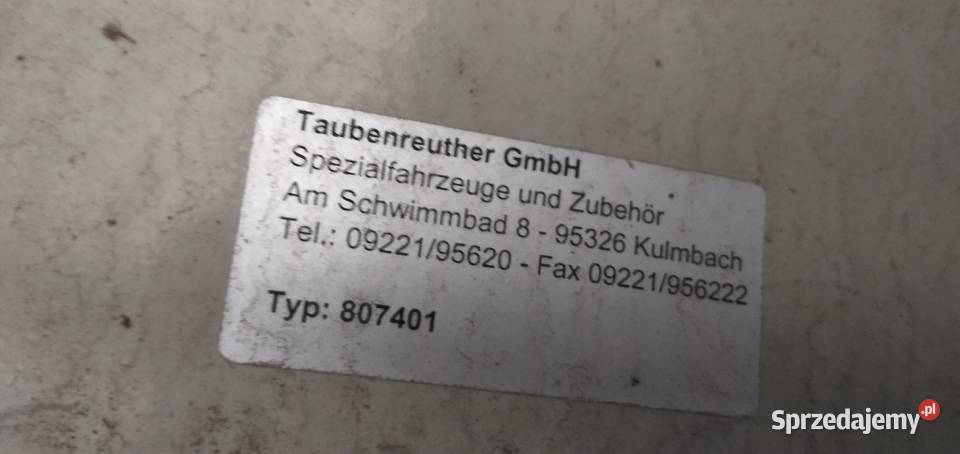 Taubenreuther GmbH
Spezialfahrzeuge und Zubehör
Am Schwimmbad 8 - 95326 Kulmbach
Tel.: 09221/95620 - Fax 09221/956222
Typ: 807401
Sprzedajemy.pl